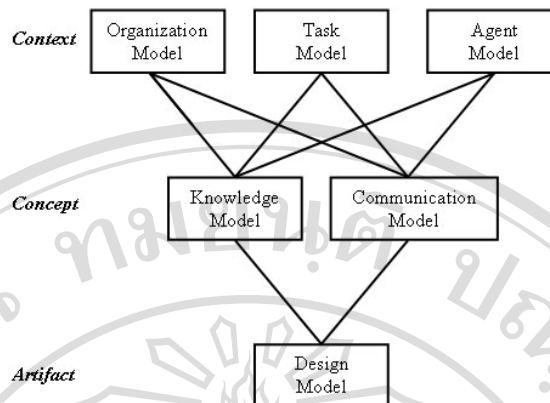 Context
Organization
Model
Task
Model
Agent
Model
Concept
Knowledge
Model
Communication
Model
Artifact
Design
Model